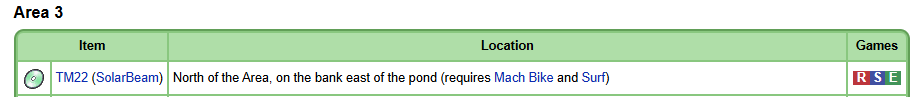 Area 3
Item Location Games
TM22 (SolarBeam) North of the Area, on the bank east of the pond (requires Mach Bike and Surf) R S E